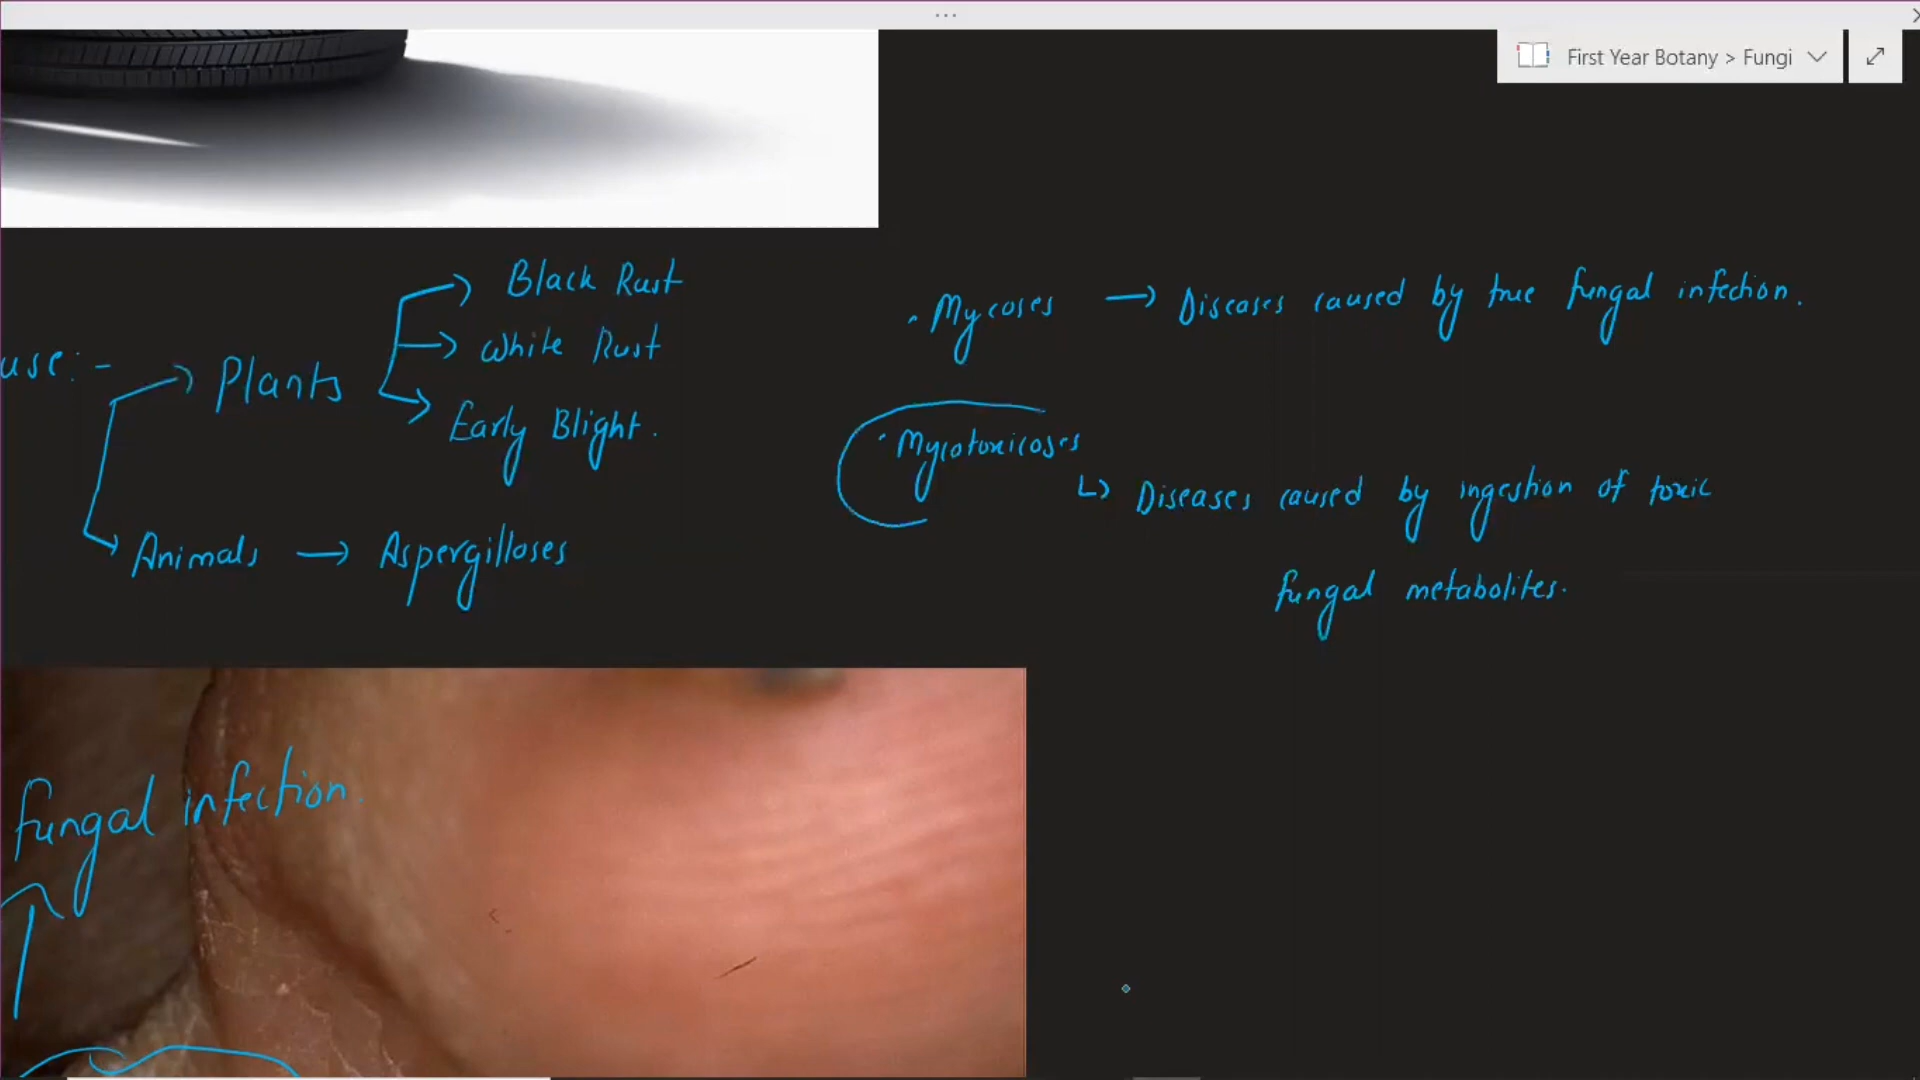 First Year Botany > Fungi
Black Rust
White Rust
use:-
Plants
Early Blight.
Animals → Aspergilloses
. Mycoses → Diseases caused by true fungal infection.
. Mycotoxicoses
↳ Diseases caused by ingestion of toxic
fungal metabolites.
fungal infection.